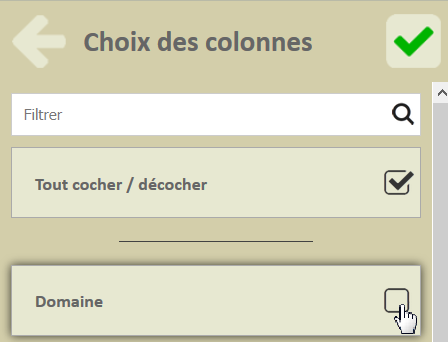 Choix des colonnes
Filtrer
Tout cocher / décocher
Domaine